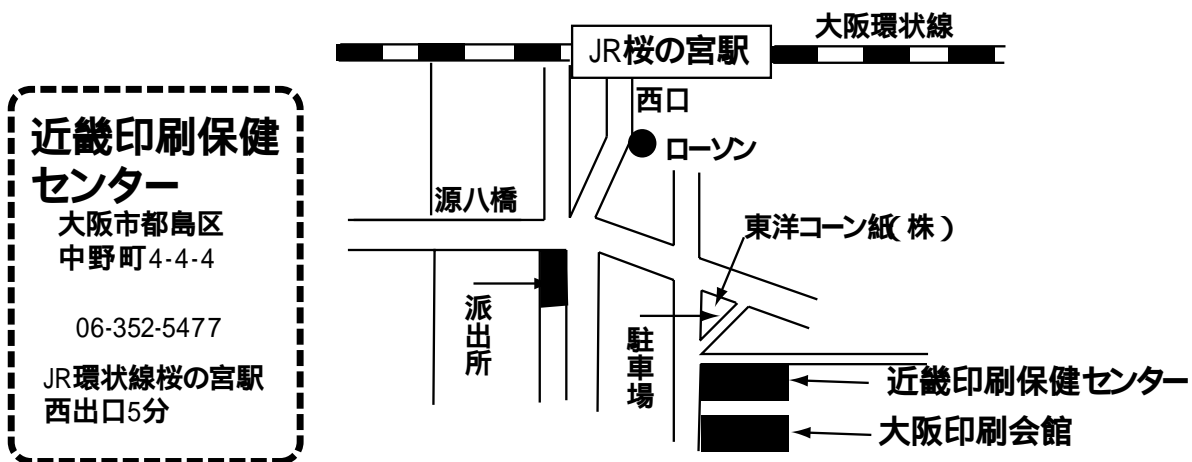 近畿印刷保健
センター
大阪市都島区
中野町4-4-4
06-352-5477
JR環状線桜の宮駅
西出口5分
大阪環状線
JR桜の宮駅
西口
ローソン
源八橋
東洋コーン紙(株)
派出所
駐車場
近畿印刷保健センター
大阪印刷会館